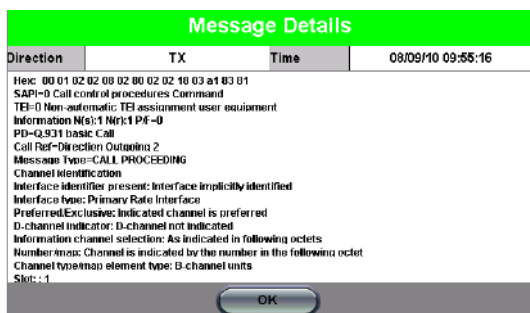 Message Details
Direction TX Time 08/09/10 09:55:16
Hex: 00 01 02 02 08 02 80 02 02 18 03 a1 83 81
SAPI=0 Call control procedures Command
TEI=0 Non-automatic TEI assignment user equipment
Information N(s):1 N(r):1 P/F=0
PD=Q.931 basic Call
Call Ref=Direction Outgoing 2
Message Type=CALL PROCEEDING
Channel identification
Interface identifier present: Interface implicitly identified
Interface type: Primary Rate Interface
Preferred/Exclusive: Indicated channel is preferred
D-channel indicator: D-channel not indicated
Information channel selection: As indicated in following octets
Number/map: Channel is indicated by the number in the following octet
Channel type/map element type: B-channel units
Slot: : 1
OK